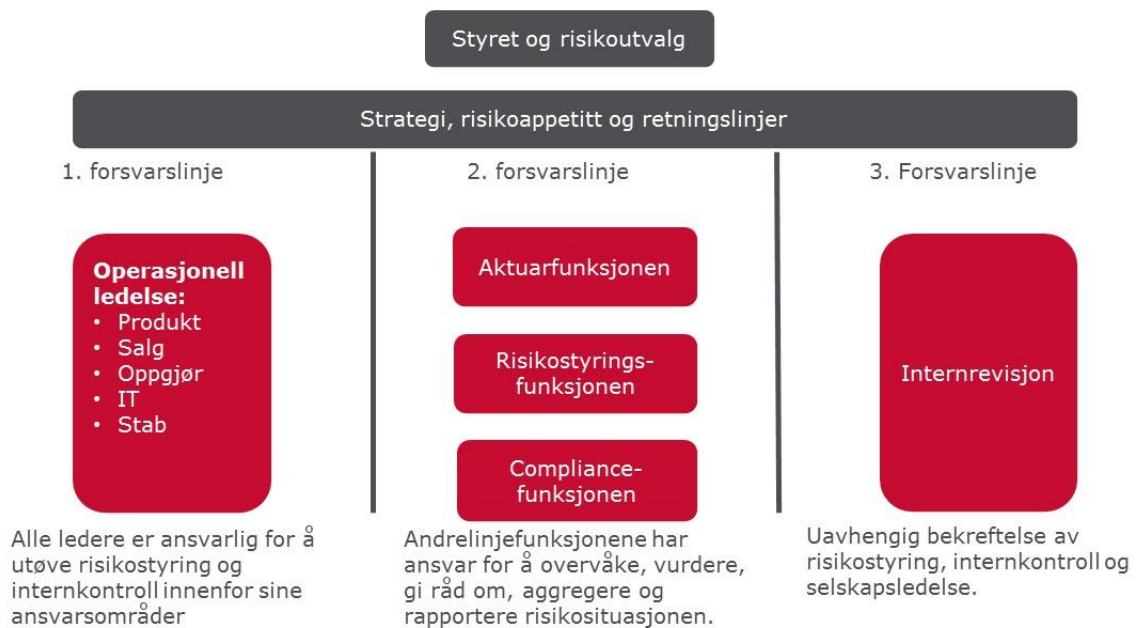 Styret og risikoutvalg
Strategi, risikoappetitt og retningslinjer
1. forsvarslinje
Operasjonell
ledelse:
• Produkt
• Salg
• Oppgjør
• IT
• Stab
Alle ledere er ansvarlig for å
utøve risikostyring og
internkontroll innenfor sine
ansvarsområder
2. forsvarslinje
Aktuarfunksjonen
Risikostyrings-
funksjonen
Compliance-
funksjonen
Andrelinjefunksjonene har
ansvar for å overvåke, vurdere,
gi råd om, aggregere og
rapportere risikosituasjonen.
3. Forsvarslinje
Internrevisjon
Uavhengig bekreftelse av
risikostyring, internkontroll og
selskapsledelse.